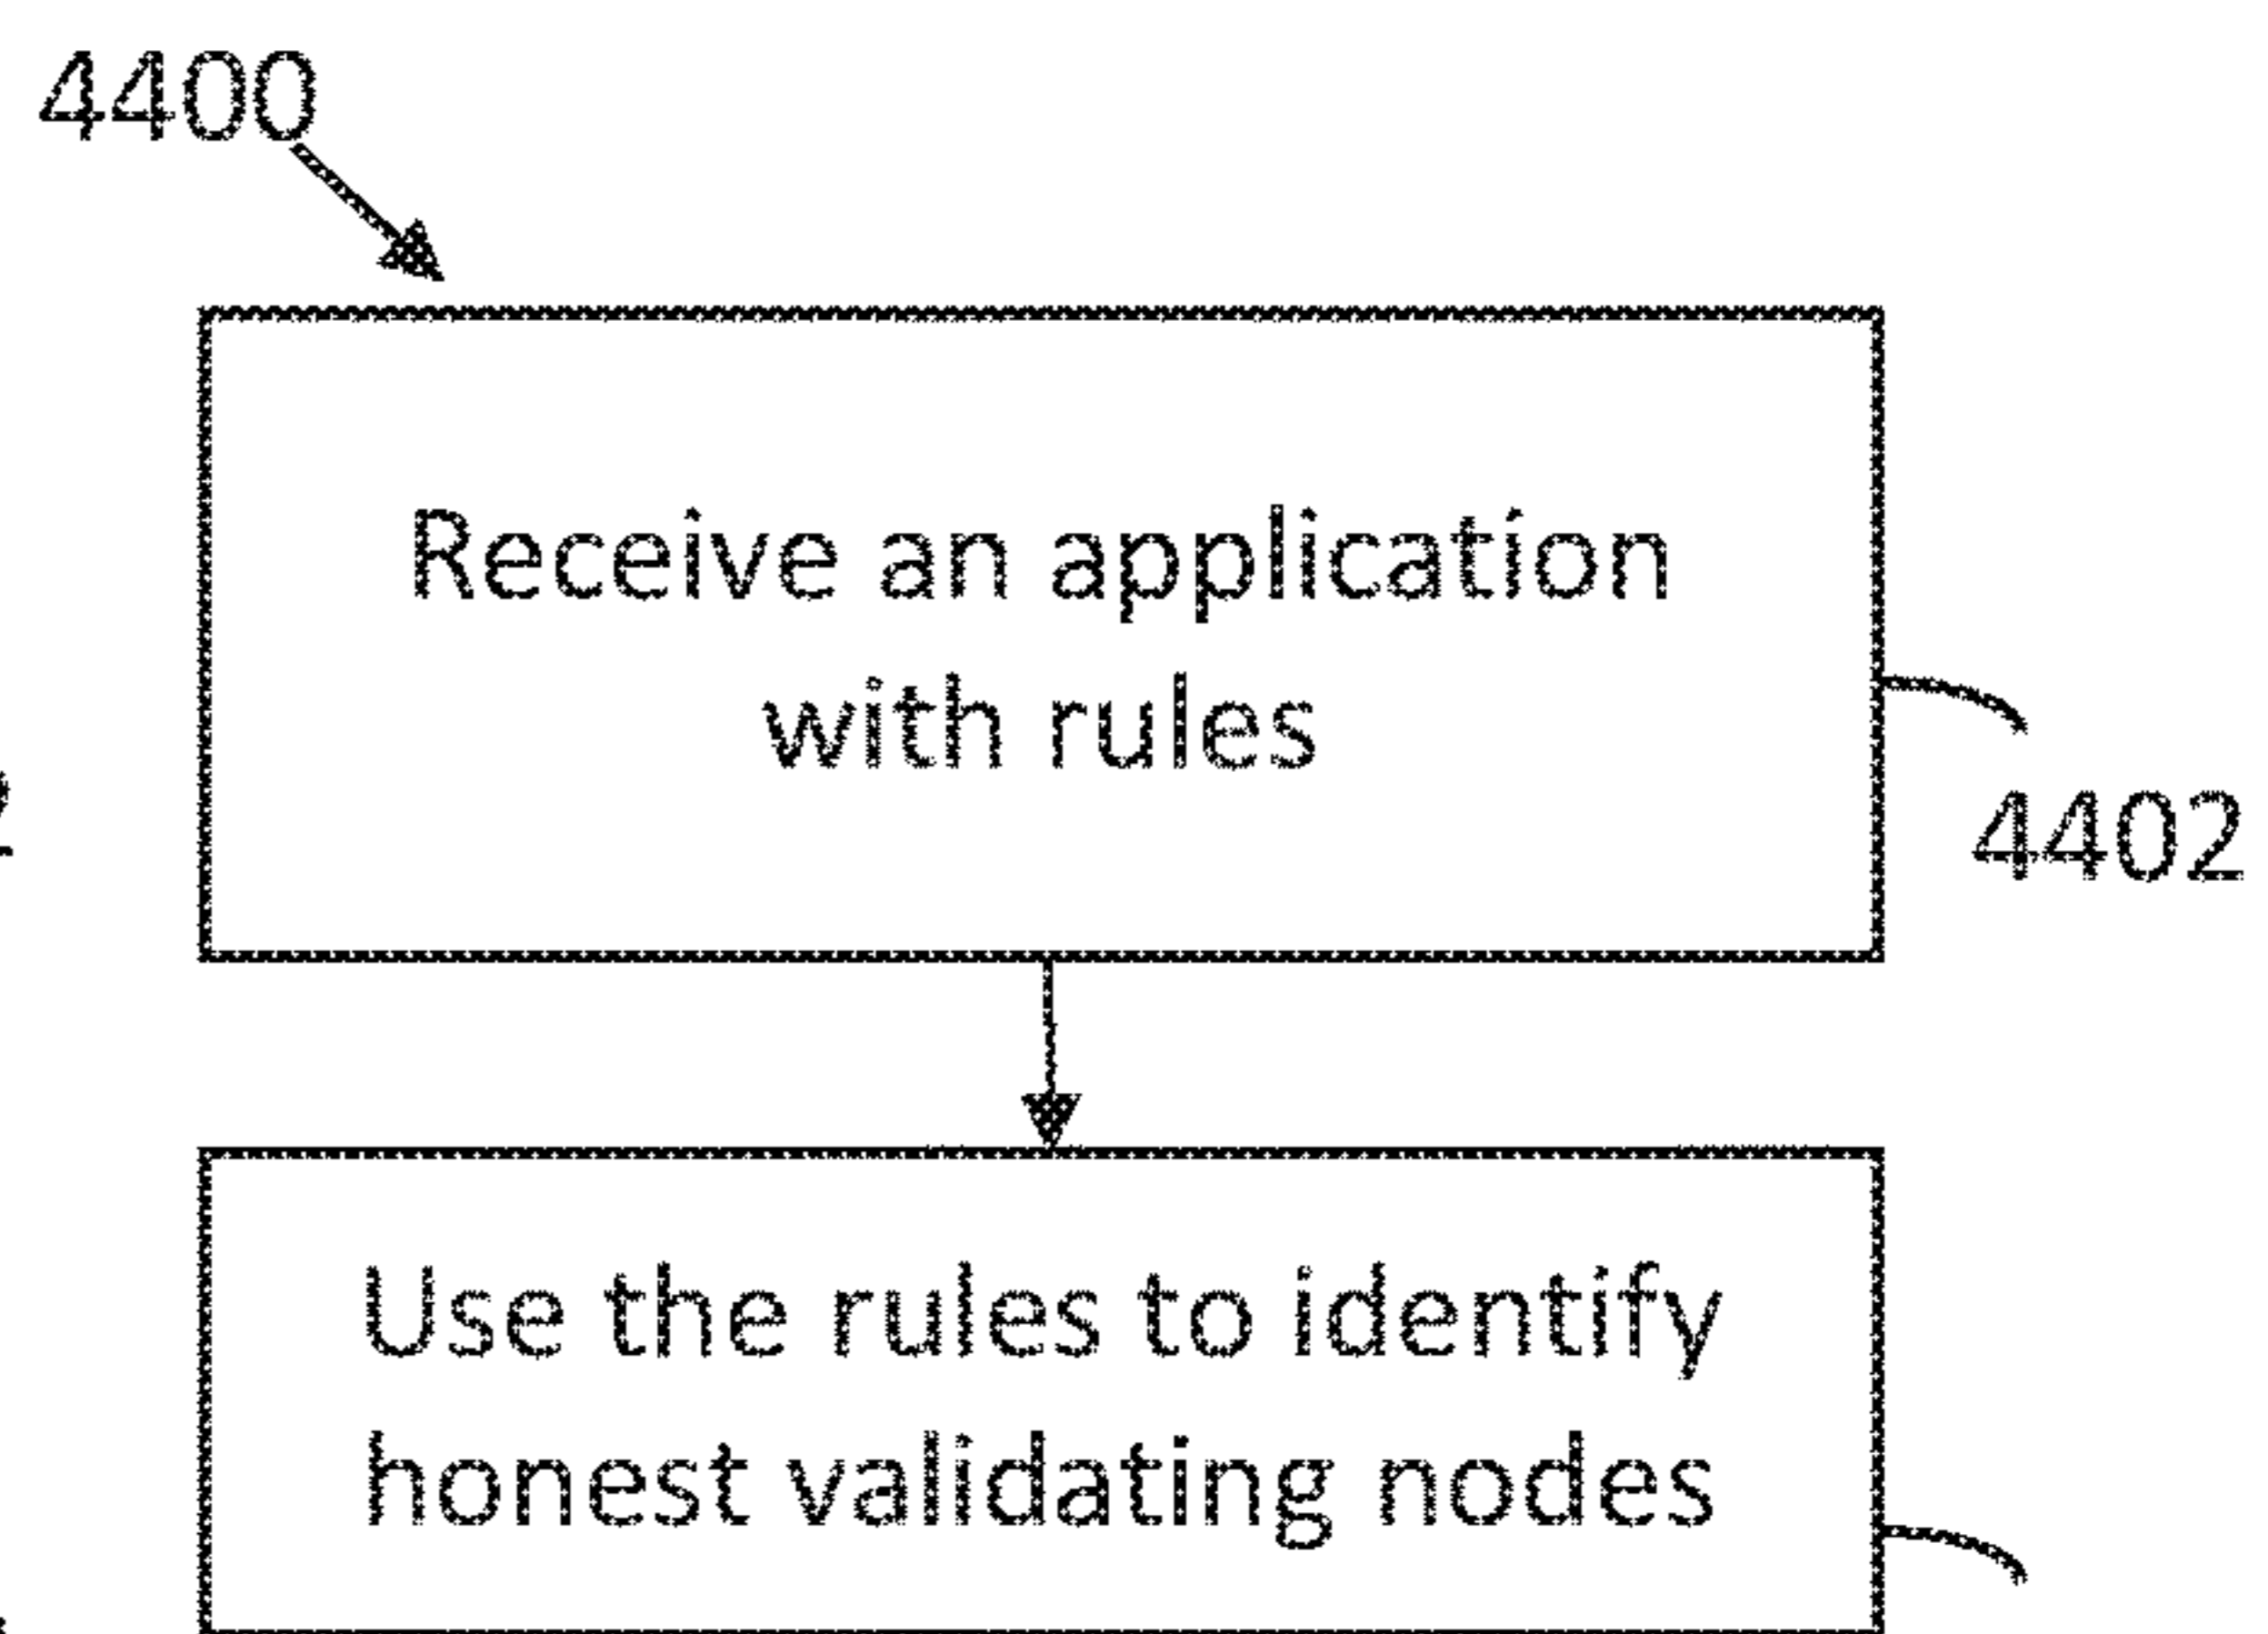 4400
Receive an application
with rules
4402
Use the rules to identify
honest validating nodes